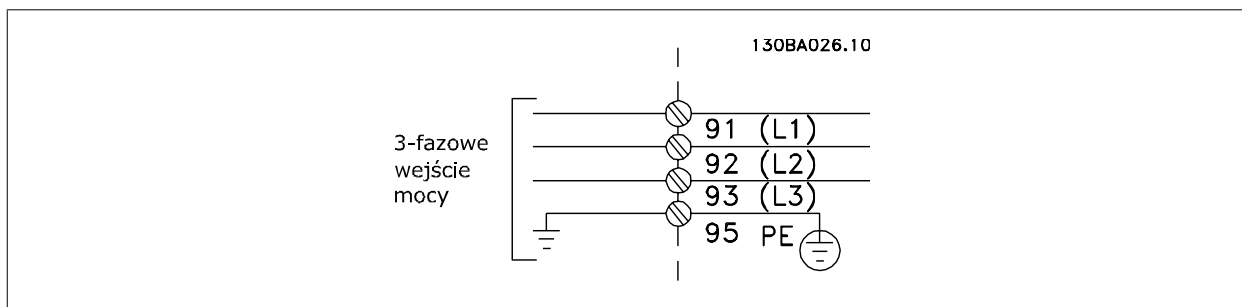 130BA026.10
3-fazowe
wejście
mocy
91 (L1)
92 (L2)
93 (L3)
95 PE